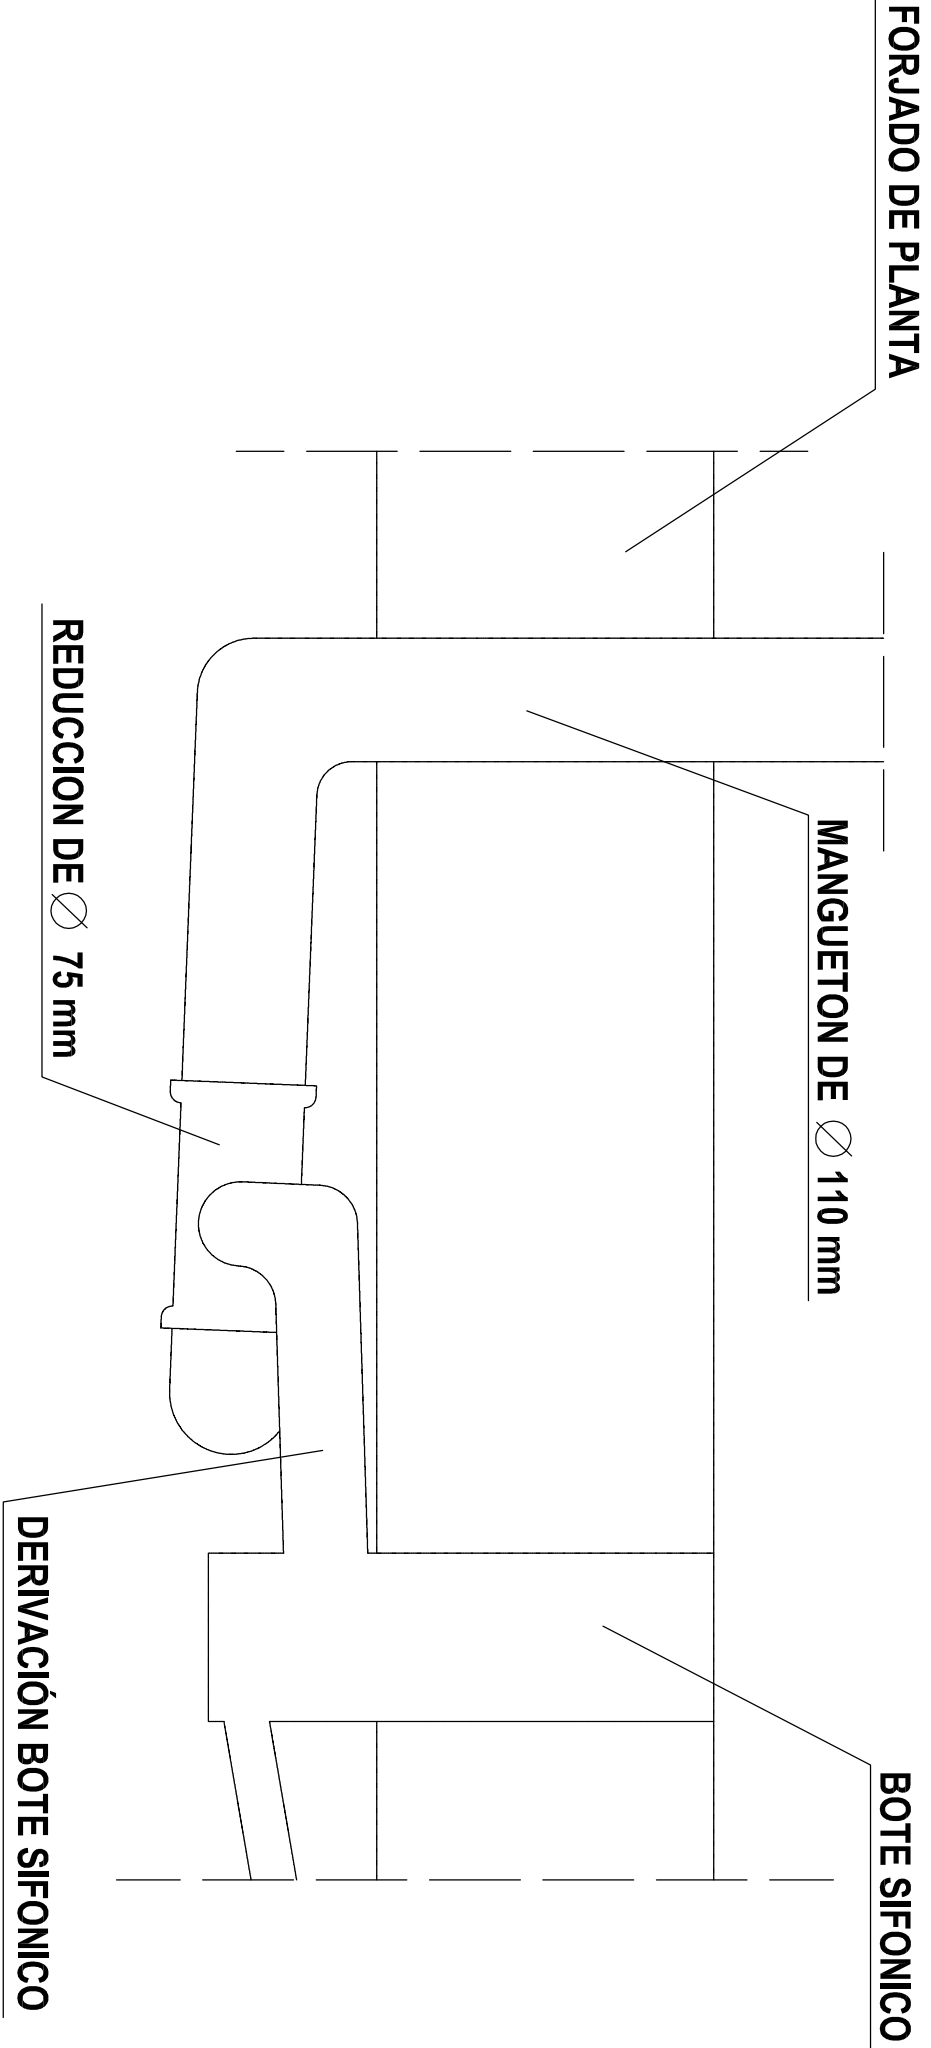 FORJADO DE PLANTA
MANGUETON DE Ø 110 mm
BOTE SIFONICO
REDUCCION DE Ø 75 mm
DERIVACIÓN BOTE SIFONICO